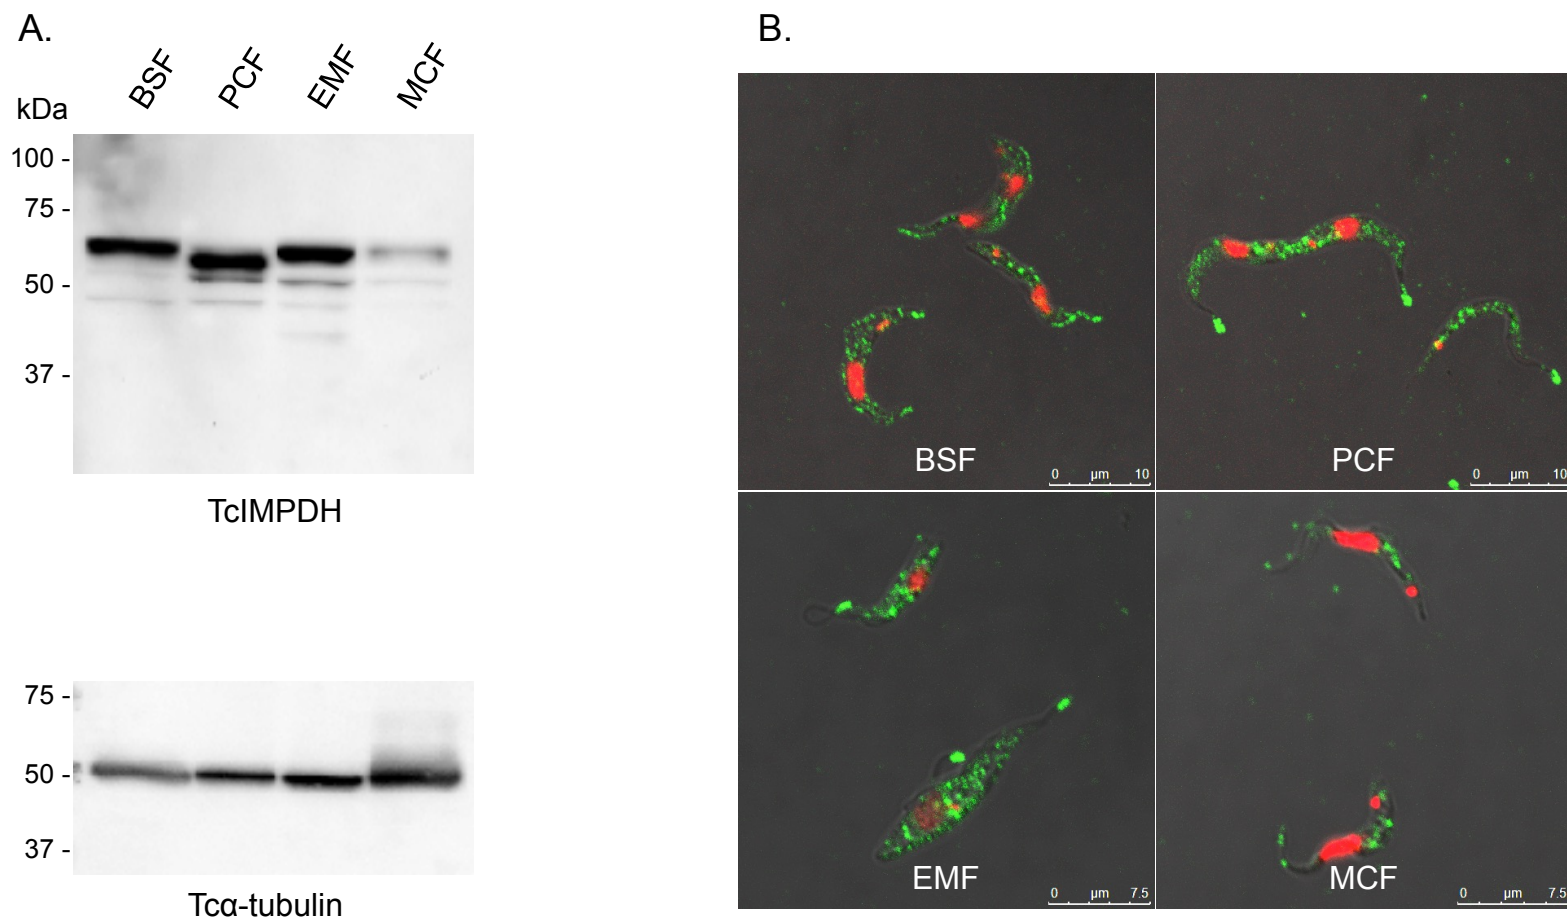 A.
BSF PCF EMF MCF
kDa
100 -
75 -
50 -
37 -
TcIMPDH
75 -
50 -
37 -
Tcα-tubulin
B.
BSF
0 µm 10
PCF
0 µm 10
EMF
0 µm 7.5
MCF
0 µm 7.5